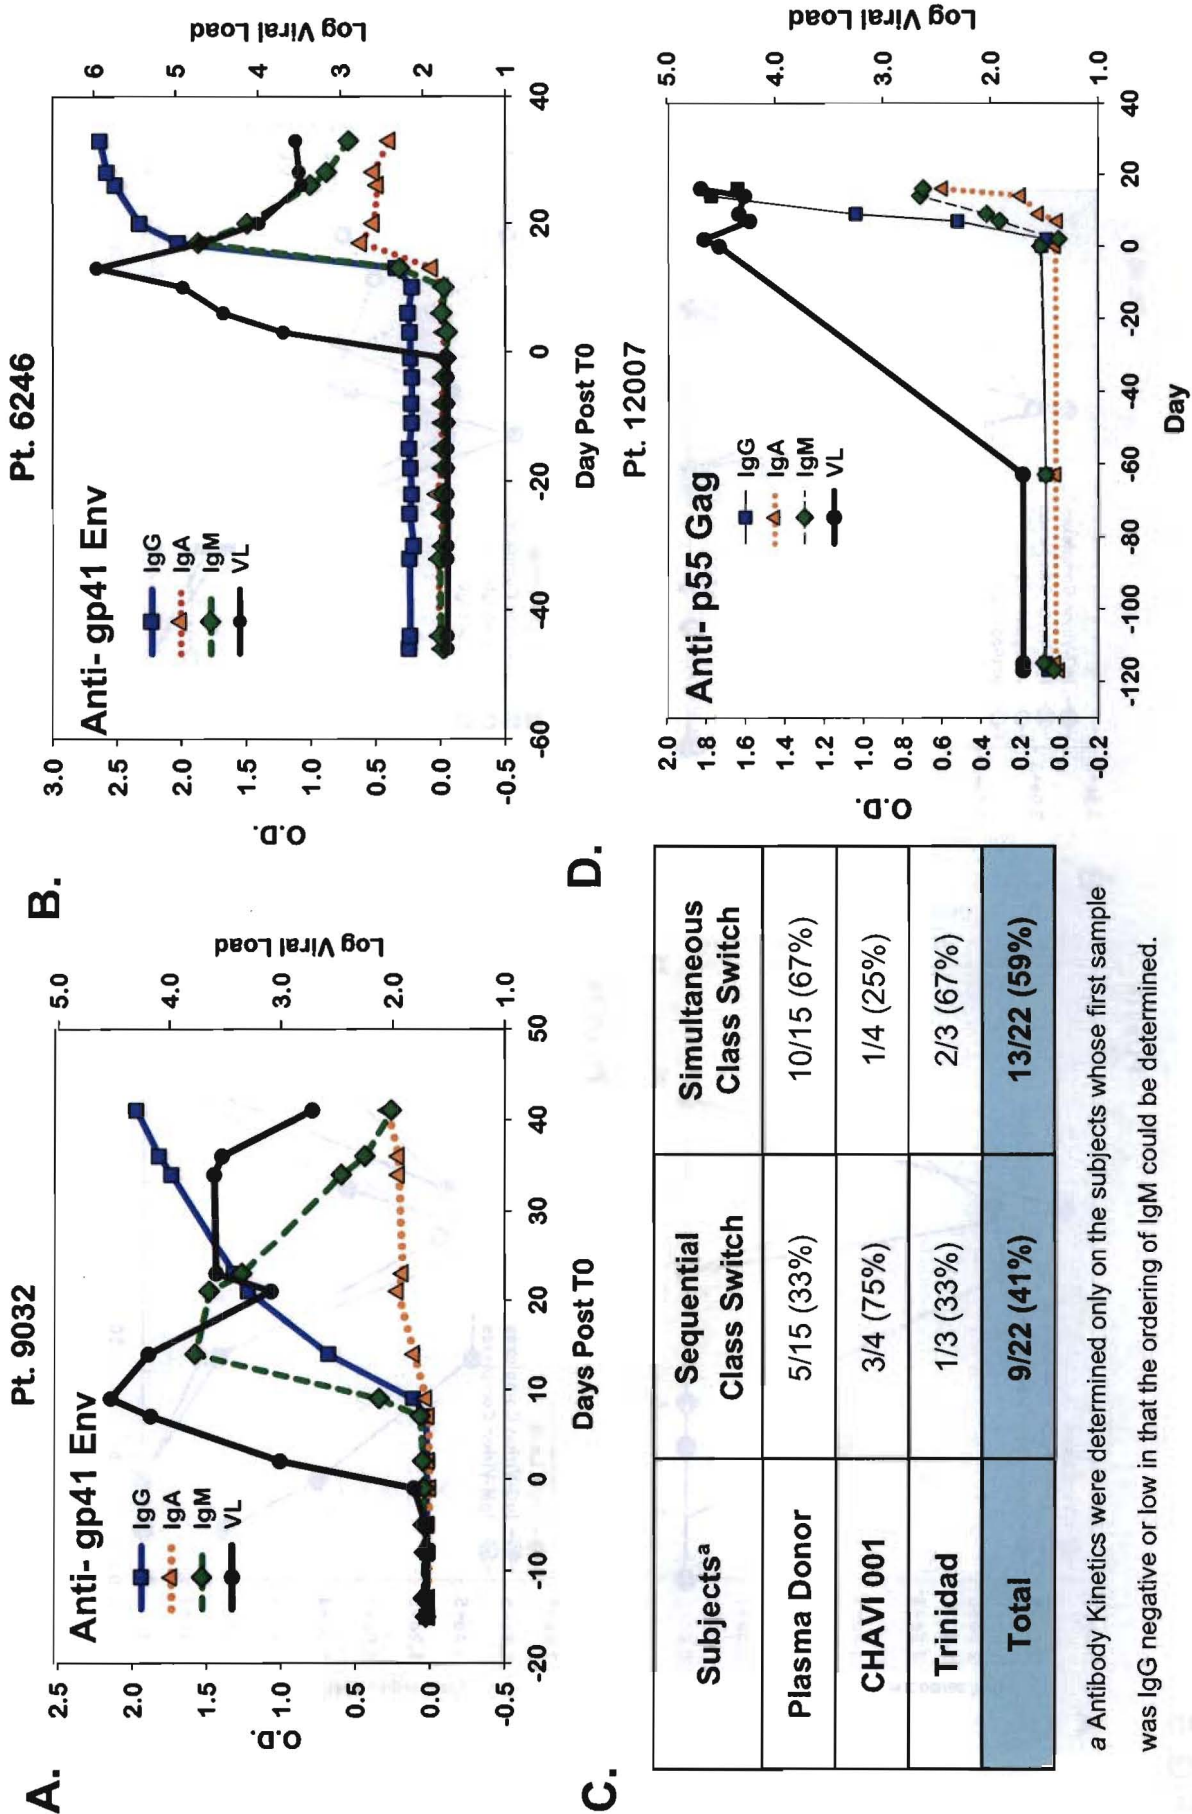 A.
Pt. 9032
Anti- gp41 Env
IgG
IgA
IgM
VL
2.5
2.0
1.5
1.0
0.5
0.0
-0.5
O.D.
5.0
4.0
3.0
2.0
1.0
Log Viral Load
-20
-10
0
10
20
30
40
50
Days Post T0
B.
Pt. 6246
Anti- gp41 Env
IgG
IgA
IgM
VL
3.0
2.5
2.0
1.5
1.0
0.5
0.0
-0.5
O.D.
6
5
4
3
2
1
Log Viral Load
-60
-40
-20
0
20
40
Day Post T0
C.
Subjectsa
Sequential
Class Switch
Simultaneous
Class Switch
Plasma Donor
5/15 (33%)
10/15 (67%)
CHAVI 001
3/4 (75%)
1/4 (25%)
Trinidad
1/3 (33%)
2/3 (67%)
Total
9/22 (41%)
13/22 (59%)
a Antibody Kinetics were determined only on the subjects whose first sample
was IgG negative or low in that the ordering of IgM could be determined.
D.
Pt. 12007
Anti- p55 Gag
IgG
IgA
IgM
VL
2.0
1.8
1.6
1.4
1.2
1.0
0.8
0.6
0.4
0.2
0.0
-0.2
O.D.
5.0
4.0
3.0
2.0
1.0
Log Viral Load
-120
-100
-80
-60
-40
-20
0
20
40
Day